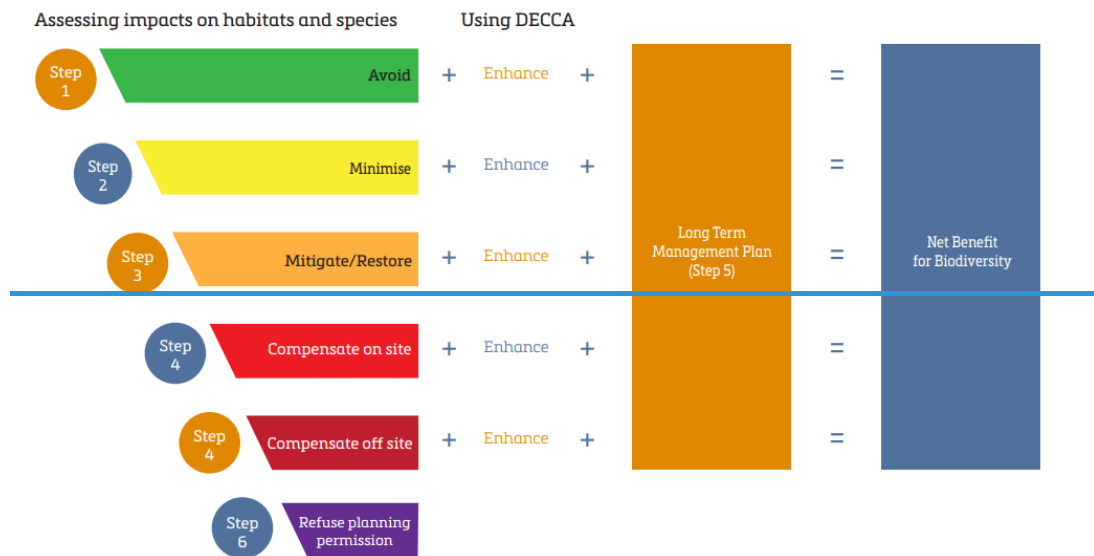 Assessing impacts on habitats and species
Using DECCA
Step
1
Avoid
+ Enhance +
=
Step
2
Minimise
+ Enhance +
=
Step
3
Mitigate/Restore
+ Enhance +
Long Term
Management Plan
(Step 5)
=
Net Benefit
for Biodiversity
Step
4
Compensate on site
+ Enhance +
=
Step
4
Compensate off site
+ Enhance +
=
Step
6
Refuse planning
permission